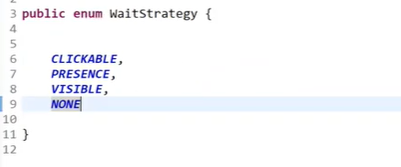 3 public enum WaitStrategy {
4
5
6 CLICKABLE,
7 PRESENCE,
8 VISIBLE,
9 NONE
10
11 }
12